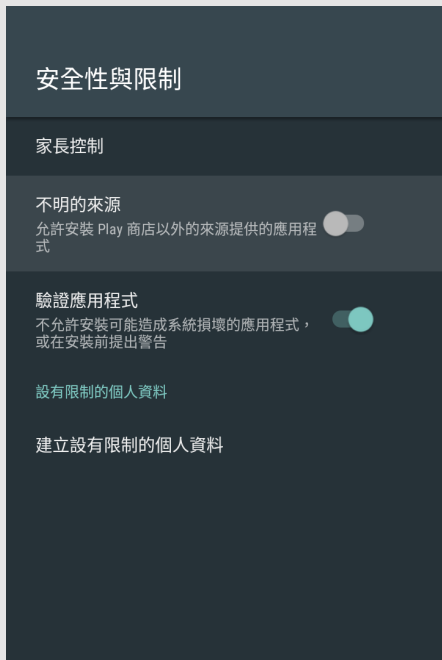 安全性與限制
家長控制
不明的來源
允許安裝 Play 商店以外的來源提供的應用程
式
驗證應用程式
不允許安裝可能造成系統損壞的應用程式，
或在安裝前提出警告
設有限制的個人資料
建立設有限制的個人資料